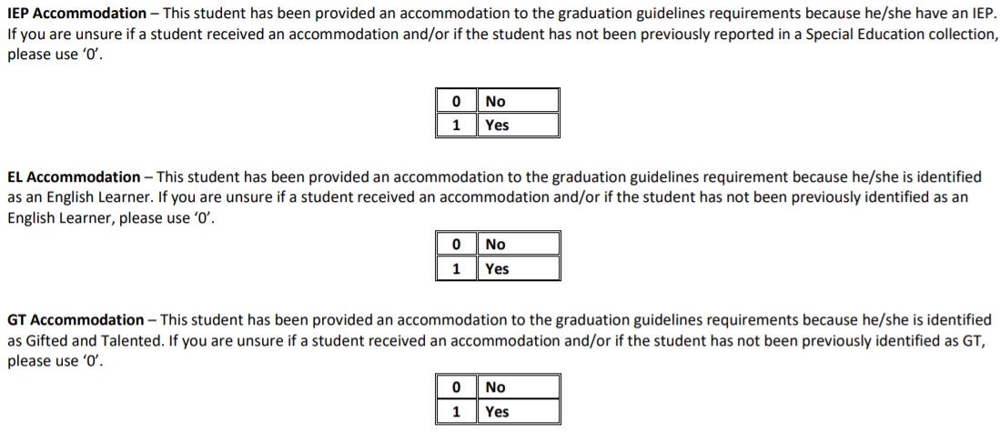 IEP Accommodation – This student has been provided an accommodation to the graduation guidelines requirements because he/she have an IEP.
If you are unsure if a student received an accommodation and/or if the student has not been previously reported in a Special Education collection,
please use ‘0’.
0 No
1 Yes
EL Accommodation – This student has been provided an accommodation to the graduation guidelines requirement because he/she is identified
as an English Learner. If you are unsure if a student received an accommodation and/or if the student has not been previously identified as an
English Learner, please use ‘0’.
0 No
1 Yes
GT Accommodation – This student has been provided an accommodation to the graduation guidelines requirements because he/she is identified
as Gifted and Talented. If you are unsure if a student received an accommodation and/or if the student has not been previously identified as GT,
please use ‘0’.
0 No
1 Yes